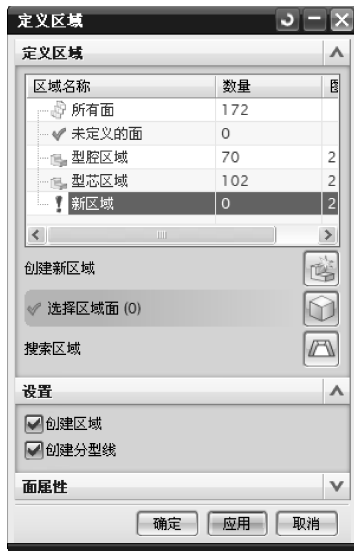 定义区域
定义区域
区域名称 数量
所有面 172
未定义的面 0
型腔区域 70 2
型芯区域 102 2
新区域 0 2
创建新区域
选择区域面 (0)
搜索区域
设置
创建区域
创建分型线
面属性
确定 应用 取消